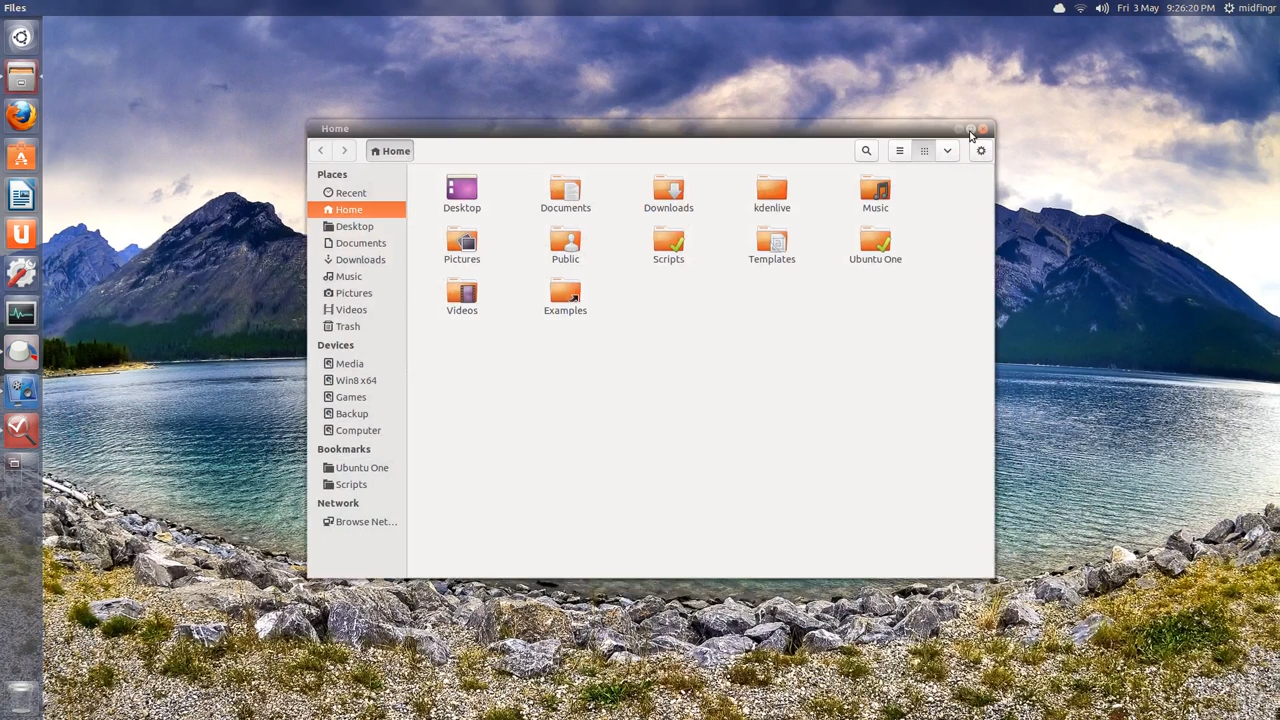 Files
Fri 3 May 9:26:20 PM midfingr
Home
Home
Places
Recent
Home
Desktop
Documents
Downloads
Music
Pictures
Videos
Trash
Devices
Media
Win8 x64
Games
Backup
Computer
Bookmarks
Ubuntu One
Scripts
Network
Browse Net...
Desktop Documents Downloads kdenlive Music
Pictures Public Scripts Templates Ubuntu One
Videos Examples